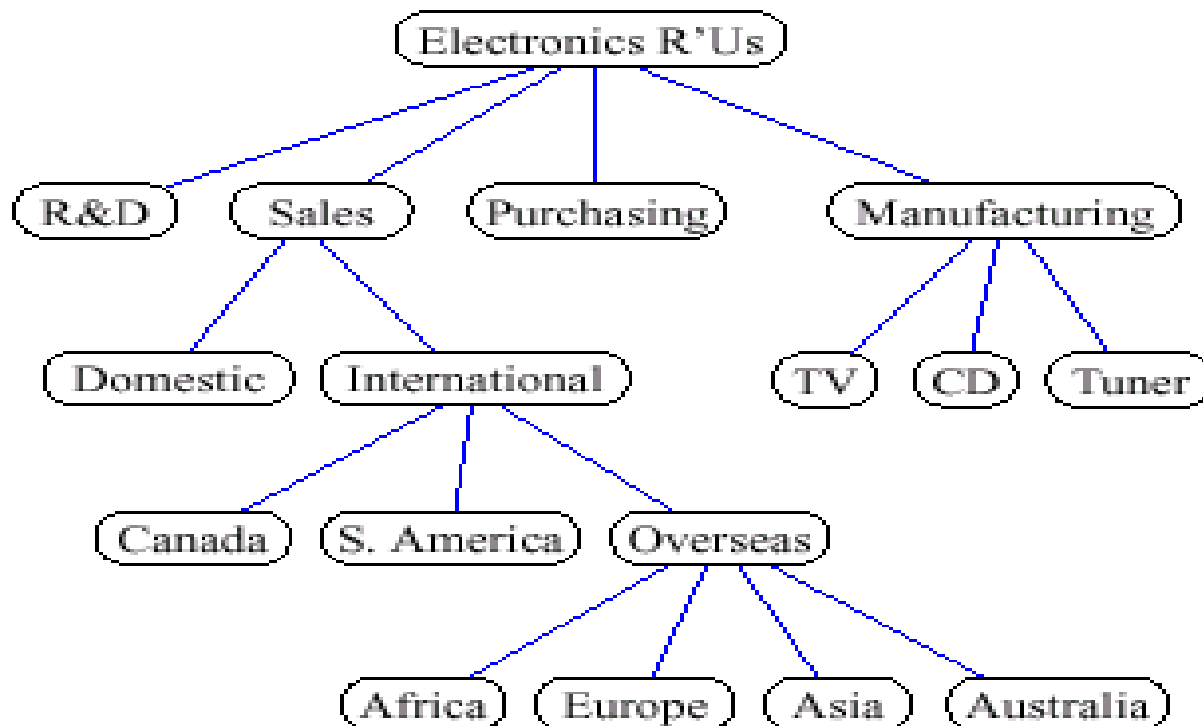 Electronics R’Us
R&D Sales Purchasing Manufacturing
Domestic International TV CD Tuner
Canada S. America Overseas
Africa Europe Asia Australia